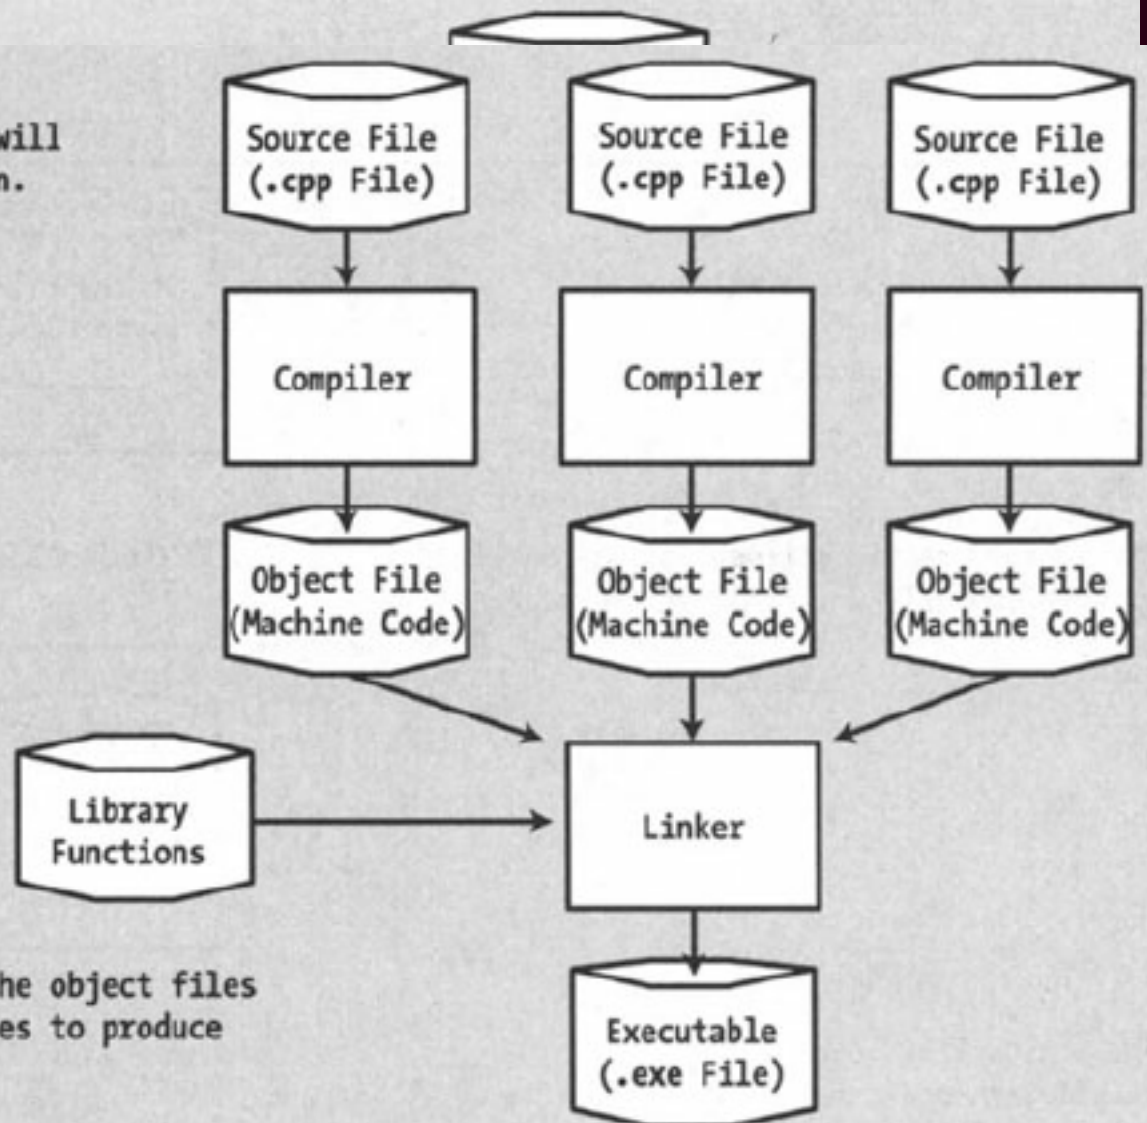 will
n.
Source File
(.cpp File)
Source File
(.cpp File)
Source File
(.cpp File)
Compiler
Compiler
Compiler
Object File
(Machine Code)
Object File
(Machine Code)
Object File
(Machine Code)
Library
Functions
Linker
he object files
es to produce
Executable
(.exe File)